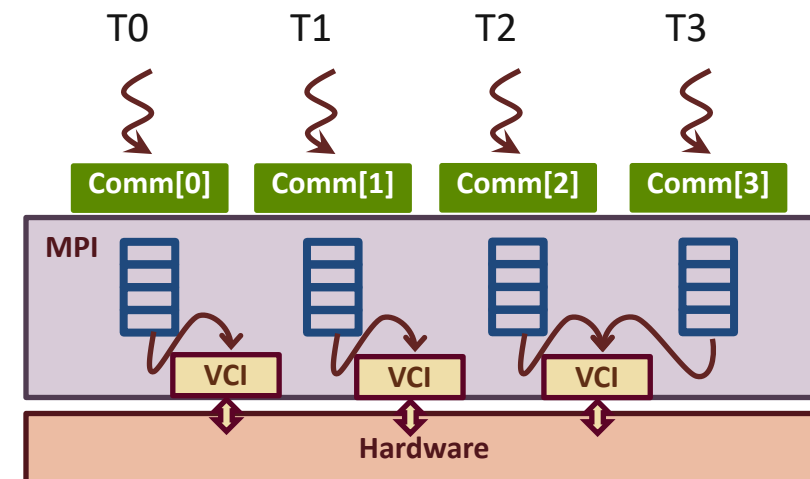 T0 T1 T2 T3
Comm[0] Comm[1] Comm[2] Comm[3]
MPI
VCI VCI VCI
Hardware